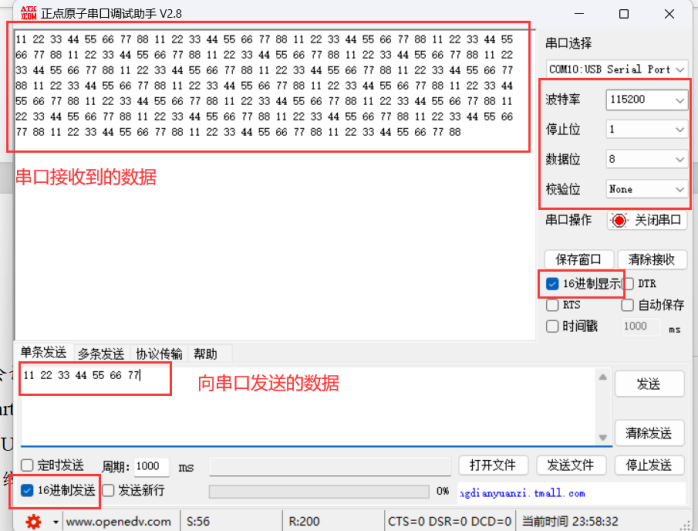 正点原子串口调试助手 V2.8
11 22 33 44 55 66 77 88 11 22 33 44 55 66 77 88 11 22 33 44 55 66 77 88 11 22 33 44 55
66 77 88 11 22 33 44 55 66 77 88 11 22 33 44 55 66 77 88 11 22 33 44 55 66 77 88 11 22
33 44 55 66 77 88 11 22 33 44 55 66 77 88 11 22 33 44 55 66 77 88 11 22 33 44 55 66 77
88 11 22 33 44 55 66 77 88 11 22 33 44 55 66 77 88 11 22 33 44 55 66 77 88 11 22 33 44
55 66 77 88 11 22 33 44 55 66 77 88 11 22 33 44 55 66 77 88 11 22 33 44 55 66 77 88 11
22 33 44 55 66 77 88 11 22 33 44 55 66 77 88 11 22 33 44 55 66 77 88 11 22 33 44 55 66
77 88 11 22 33 44 55 66 77 88 11 22 33 44 55 66 77 88 11 22 33 44 55 66 77 88
串口接收到的数据
串口选择
COM10:USB Serial Port
波特率 115200
停止位 1
数据位 8
校验位 None
串口操作 关闭串口
保存窗口 清除接收
16进制显示 DTR
RTS 自动保存
时间戳 1000 ms
单条发送 多条发送 协议传输 帮助
11 22 33 44 55 66 77
向串口发送的数据
发送
清除发送
定时发送 周期: 1000 ms 打开文件 发送文件 停止发送
16进制发送 发送新行 0% gdianyuanzi.tmall.com
www.openedv.com S:56 R:200 CTS=0 DSR=0 DCD=0 当前时间 23:58:32